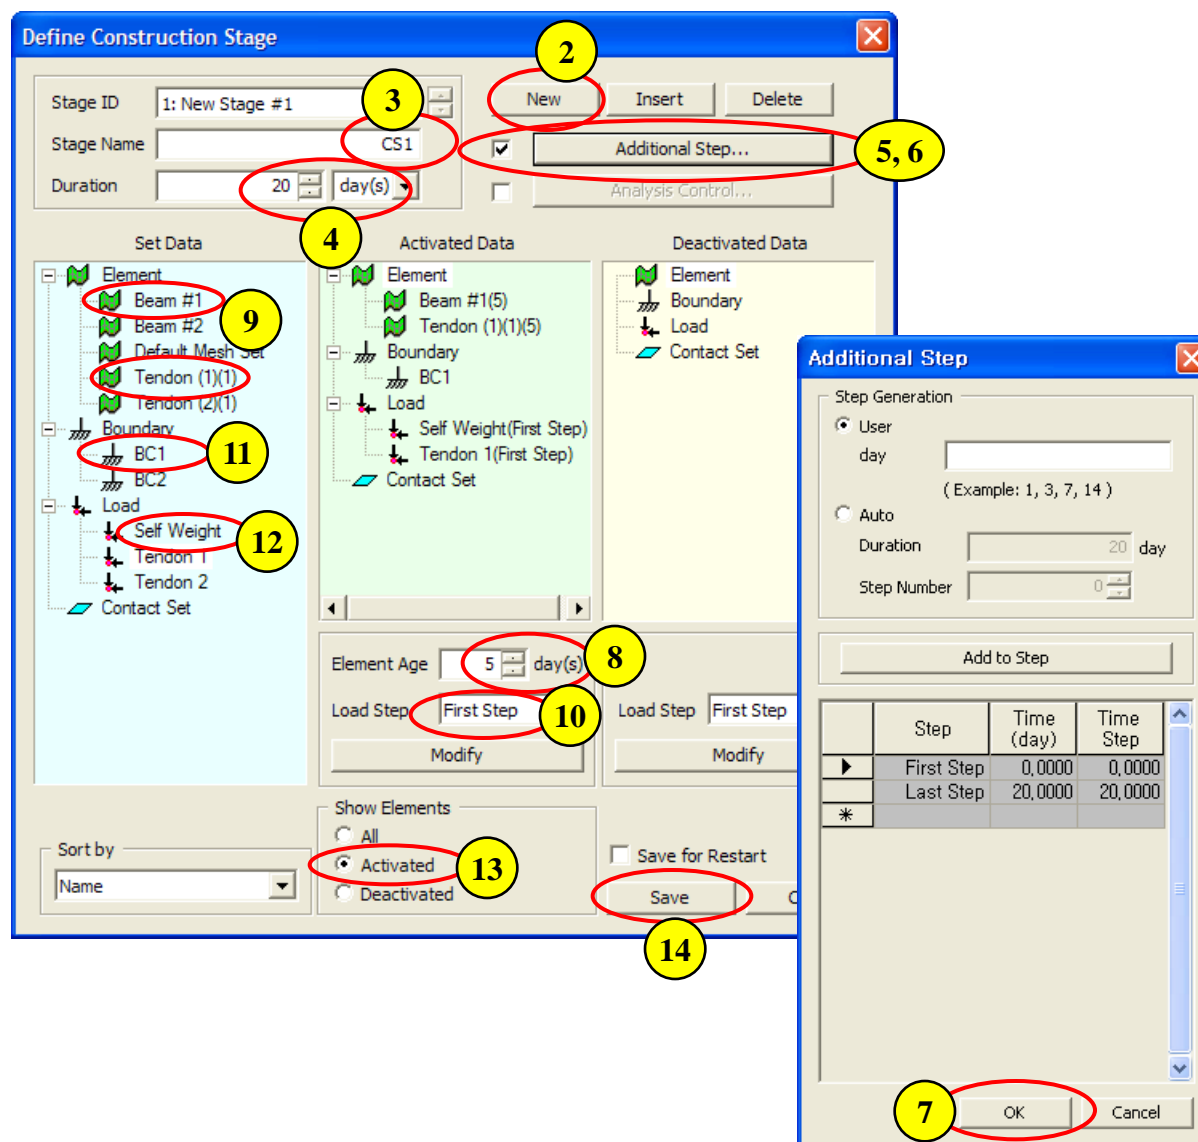 Define Construction Stage
2
Stage ID
1: New Stage #1
3
New
Insert
Delete
Stage Name
CS1
Additional Step...
5, 6
Duration
20
day(s)
Analysis Control...
4
Set Data
Activated Data
Deactivated Data
Element
Beam #1
9
Beam #2
Default Mesh Set
Tendon (1)(1)
Tendon (2)(1)
Boundary
BC1
11
BC2
Load
Self Weight
12
Tendon 1
Tendon 2
Contact Set
Element
Beam #1(5)
Tendon (1)(1)(5)
Boundary
BC1
Load
Self Weight(First Step)
Tendon 1(First Step)
Contact Set
Element
Boundary
Load
Contact Set
Element Age
5
day(s)
8
Load Step
First Step
10
Modify
Load Step
First Step
Modify
Show Elements
All
Activated
13
Deactivated
Sort by
Name
Save for Restart
Save
14
Additional Step
Step Generation
User
day
( Example: 1, 3, 7, 14 )
Auto
Duration
20
day
Step Number
0
Add to Step
Step
Time
(day)
Time
Step
First Step
0,0000
0,0000
Last Step
20,0000
20,0000
7
OK
Cancel